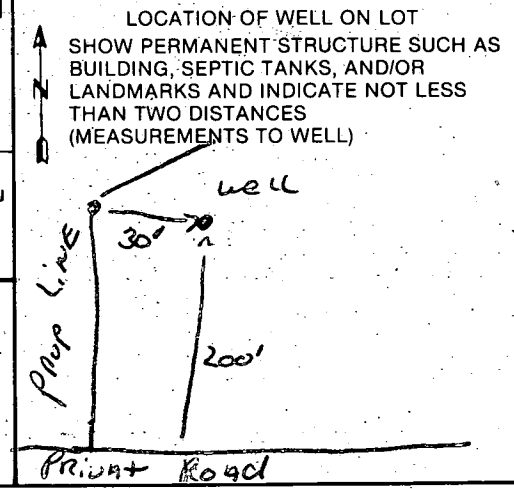 LOCATION OF WELL ON LOT
SHOW PERMANENT STRUCTURE SUCH AS
BUILDING, SEPTIC TANKS, AND/OR
N LANDMARKS AND INDICATE NOT LESS
THAN TWO DISTANCES
(MEASUREMENTS TO WELL)
well
30'
Prop LiNE
200'
Privat Road